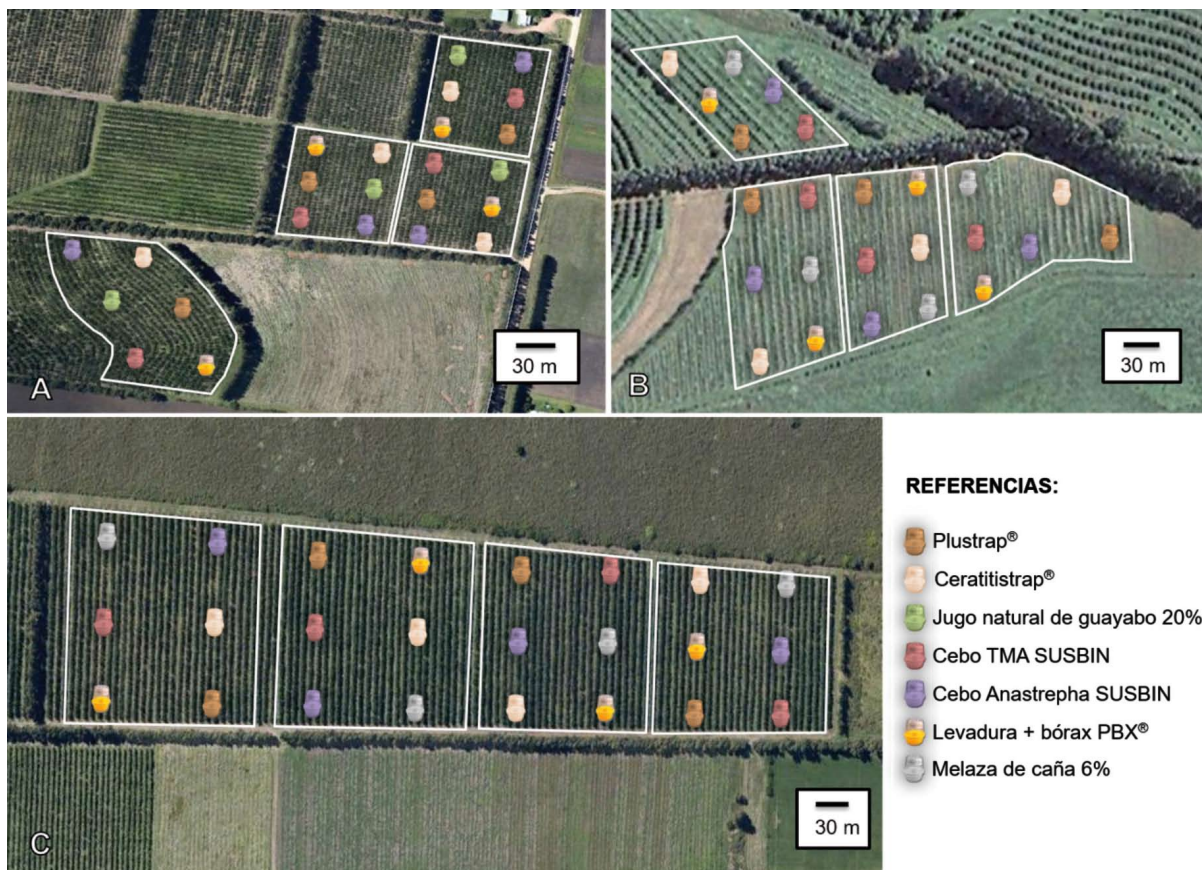 A
30 m
B
30 m
C
30 m
REFERENCIAS:
Plustrap®
Ceratitistrap®
Jugo natural de guayabo 20%
Cebo TMA SUSBIN
Cebo Anastrepha SUSBIN
Levadura + bórax PBX®
Melaza de caña 6%